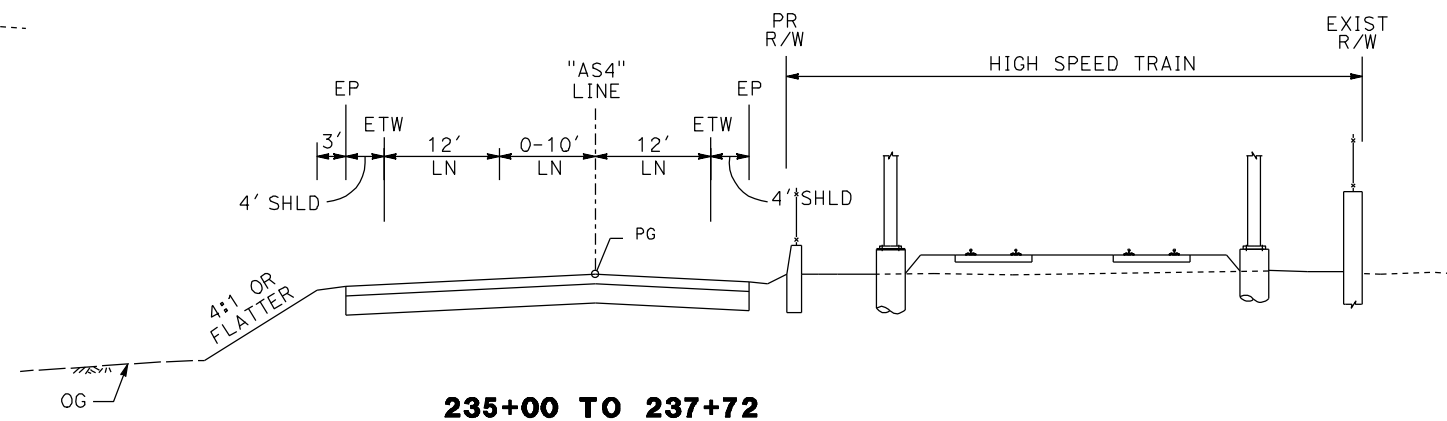 PR
R/W
EXIST
R/W
HIGH SPEED TRAIN
"AS4"
LINE
EP
EP
ETW
ETW
3'
12'
LN
0-10'
LN
12'
LN
4' SHLD
4' SHLD
PG
4:1 OR
FLATTER
OG
235+00 TO 237+72